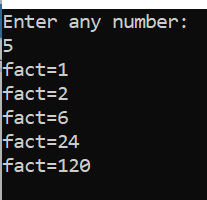 Enter any number:
5
fact=1
fact=2
fact=6
fact=24
fact=120